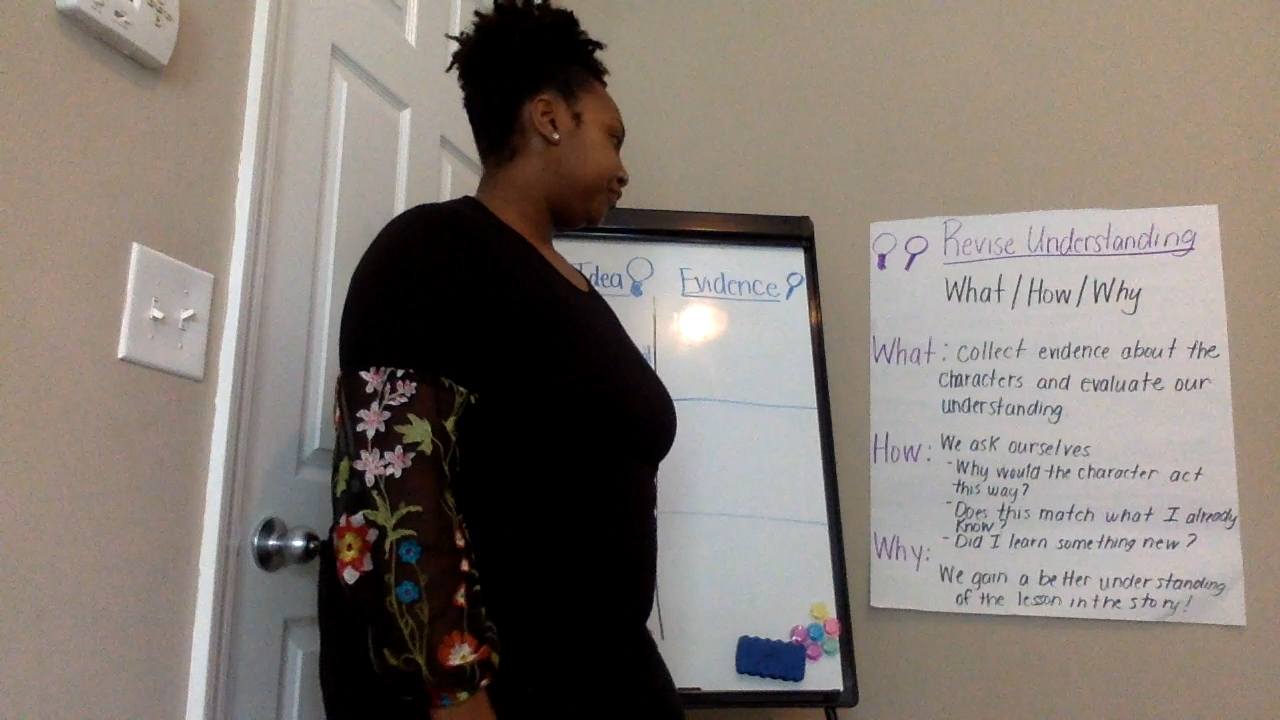 Idea
Evidence
Revise Understanding
What/How/Why
What: collect evidence about the
characters and evaluate our
understanding
How: We ask ourselves
- Why would the character act
this way?
- Does this match what I already
know?
- Did I learn something new?
Why:
We gain a better understanding
of the lesson in the story!